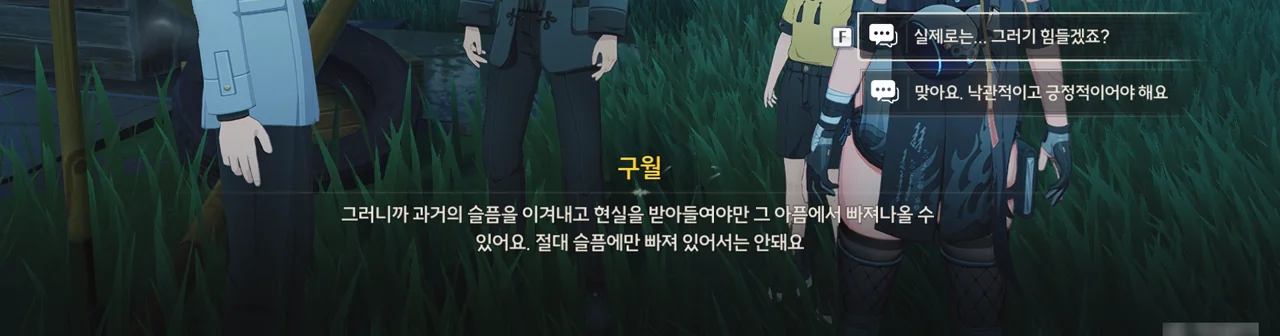 F
실제로는... 그러기 힘들겠죠?
맞아요. 낙관적이고 긍정적이어야 해요
구월
그러니까 과거의 슬픔을 이겨내고 현실을 받아들여야만 그 아픔에서 빠져나올 수
있어요. 절대 슬픔에만 빠져 있어서는 안돼요